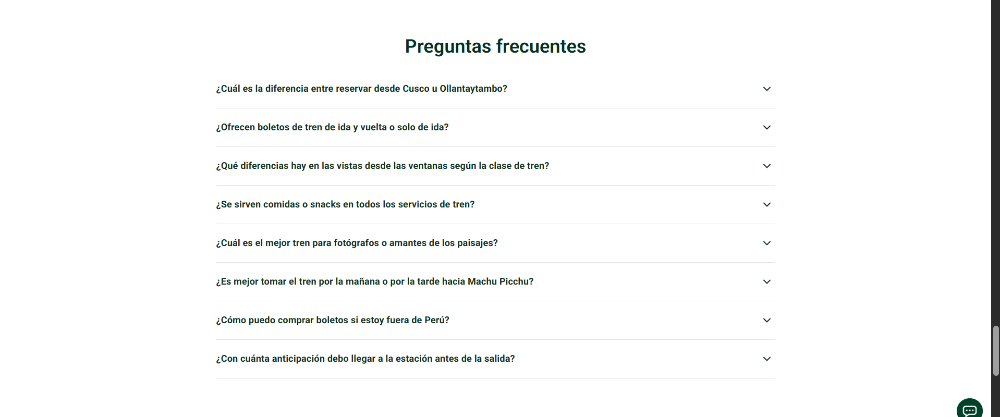 Preguntas frecuentes
¿Cuál es la diferencia entre reservar desde Cusco u Ollantaytambo?
¿Ofrecen boletos de tren de ida y vuelta o solo de ida?
¿Qué diferencias hay en las vistas desde las ventanas según la clase de tren?
¿Se sirven comidas o snacks en todos los servicios de tren?
¿Cuál es el mejor tren para fotógrafos o amantes de los paisajes?
¿Es mejor tomar el tren por la mañana o por la tarde hacia Machu Picchu?
¿Cómo puedo comprar boletos si estoy fuera de Perú?
¿Con cuánta anticipación debo llegar a la estación antes de la salida?